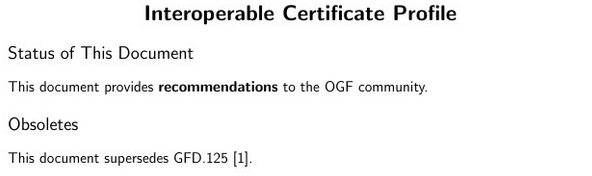 Interoperable Certificate Profile
Status of This Document
This document provides recommendations to the OGF community.
Obsoletes
This document supersedes GFD.125 [1].